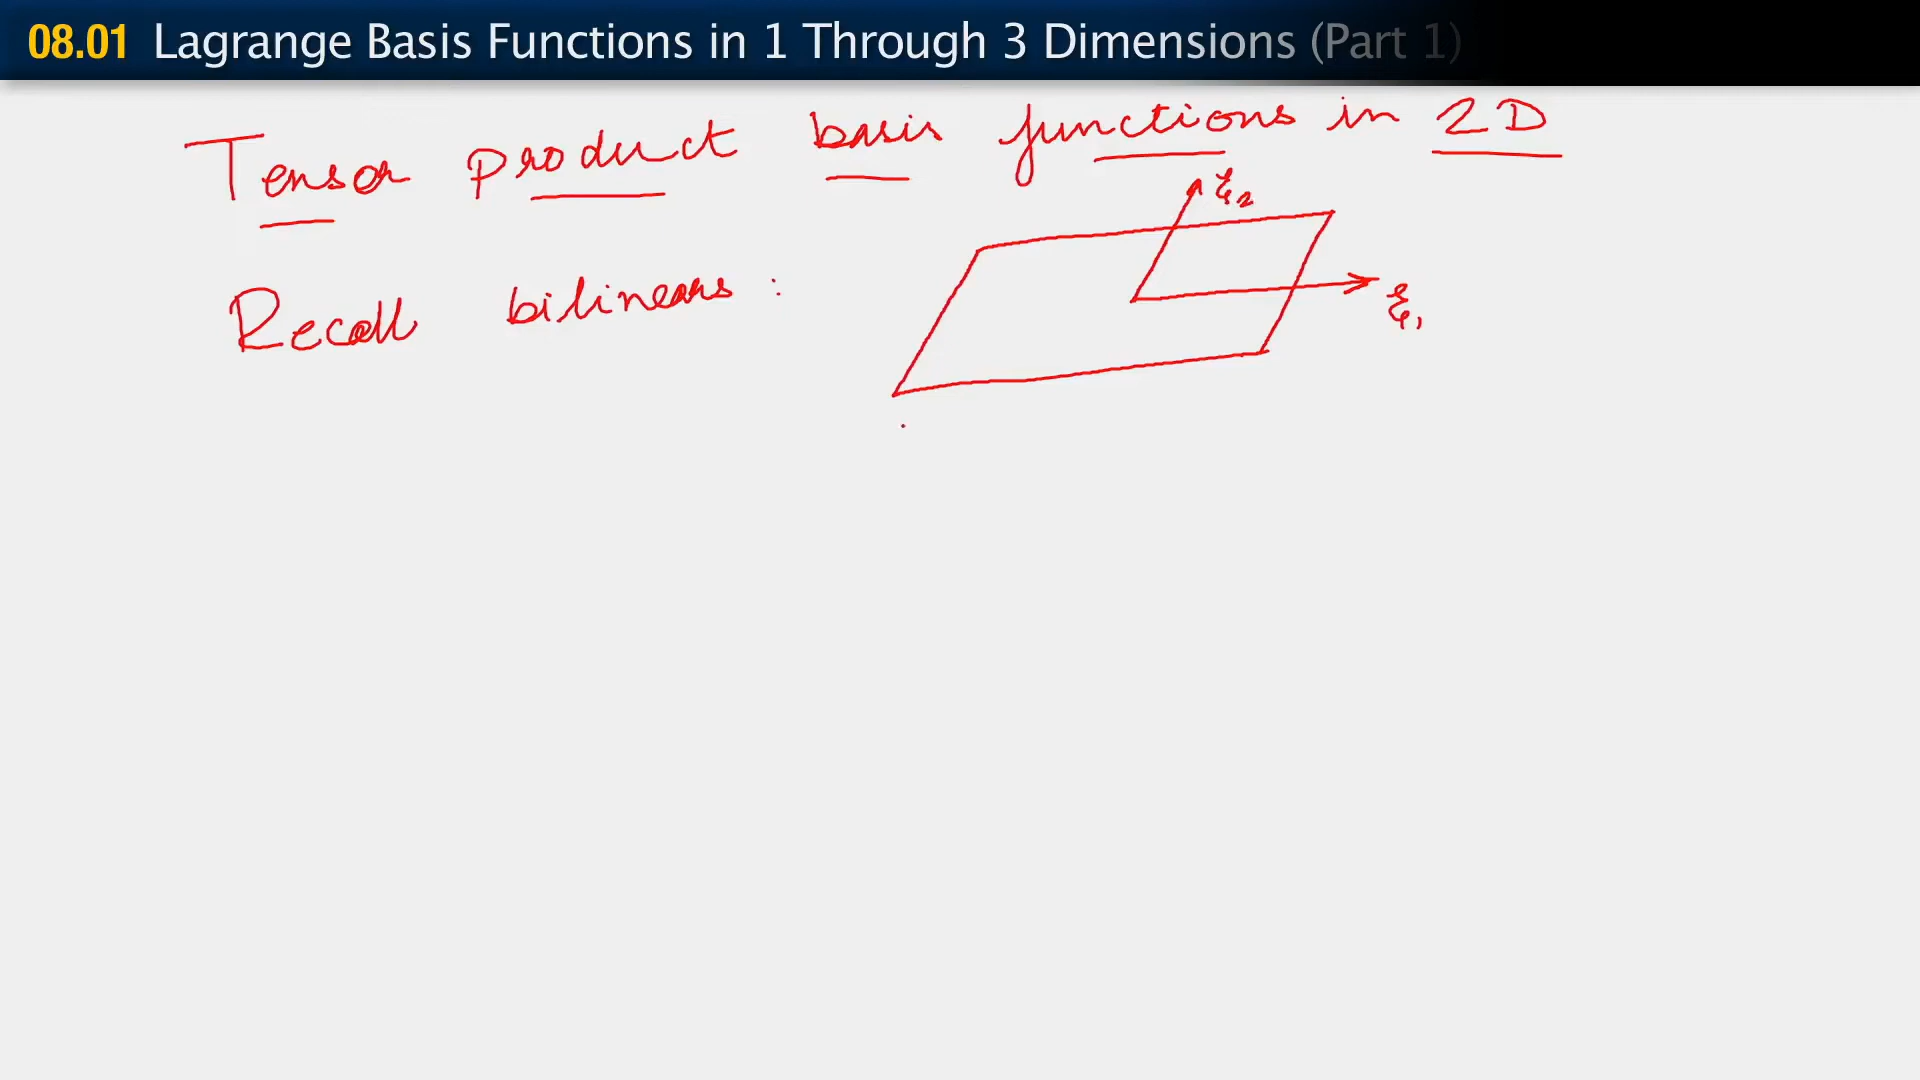 08.01 Lagrange Basis Functions in 1 Through 3 Dimensions (Part 1)
Tensor product basis functions in 2D
ξ₂
Recall bilinears :
ξ₁